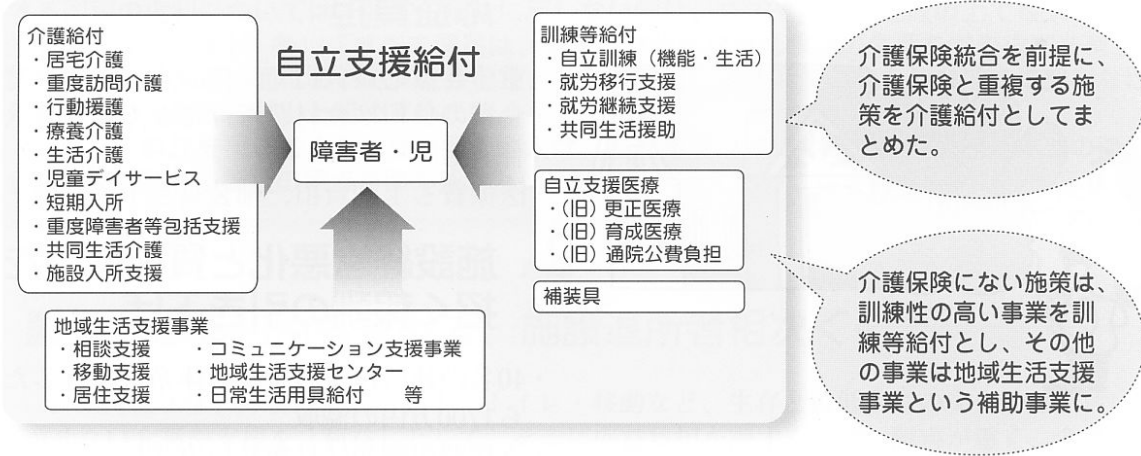 介護給付
・居宅介護
・重度訪問介護
・行動援護
・療養介護
・生活介護
・児童デイサービス
・短期入所
・重度障害者等包括支援
・共同生活介護
・施設入所支援
自立支援給付
障害者・児
訓練等給付
・自立訓練（機能・生活）
・就労移行支援
・就労継続支援
・共同生活援助
自立支援医療
・(旧) 更正医療
・(旧) 育成医療
・(旧) 通院公費負担
補装具
地域生活支援事業
・相談支援　・コミュニケーション支援事業
・移動支援　・地域生活支援センター
・居住支援　・日常生活用具給付　等
介護保険統合を前提に、
介護保険と重複する施
策を介護給付としてま
とめた。
介護保険にない施策は、
訓練性の高い事業を訓
練等給付とし、その他
の事業は地域生活支援
事業という補助事業に。